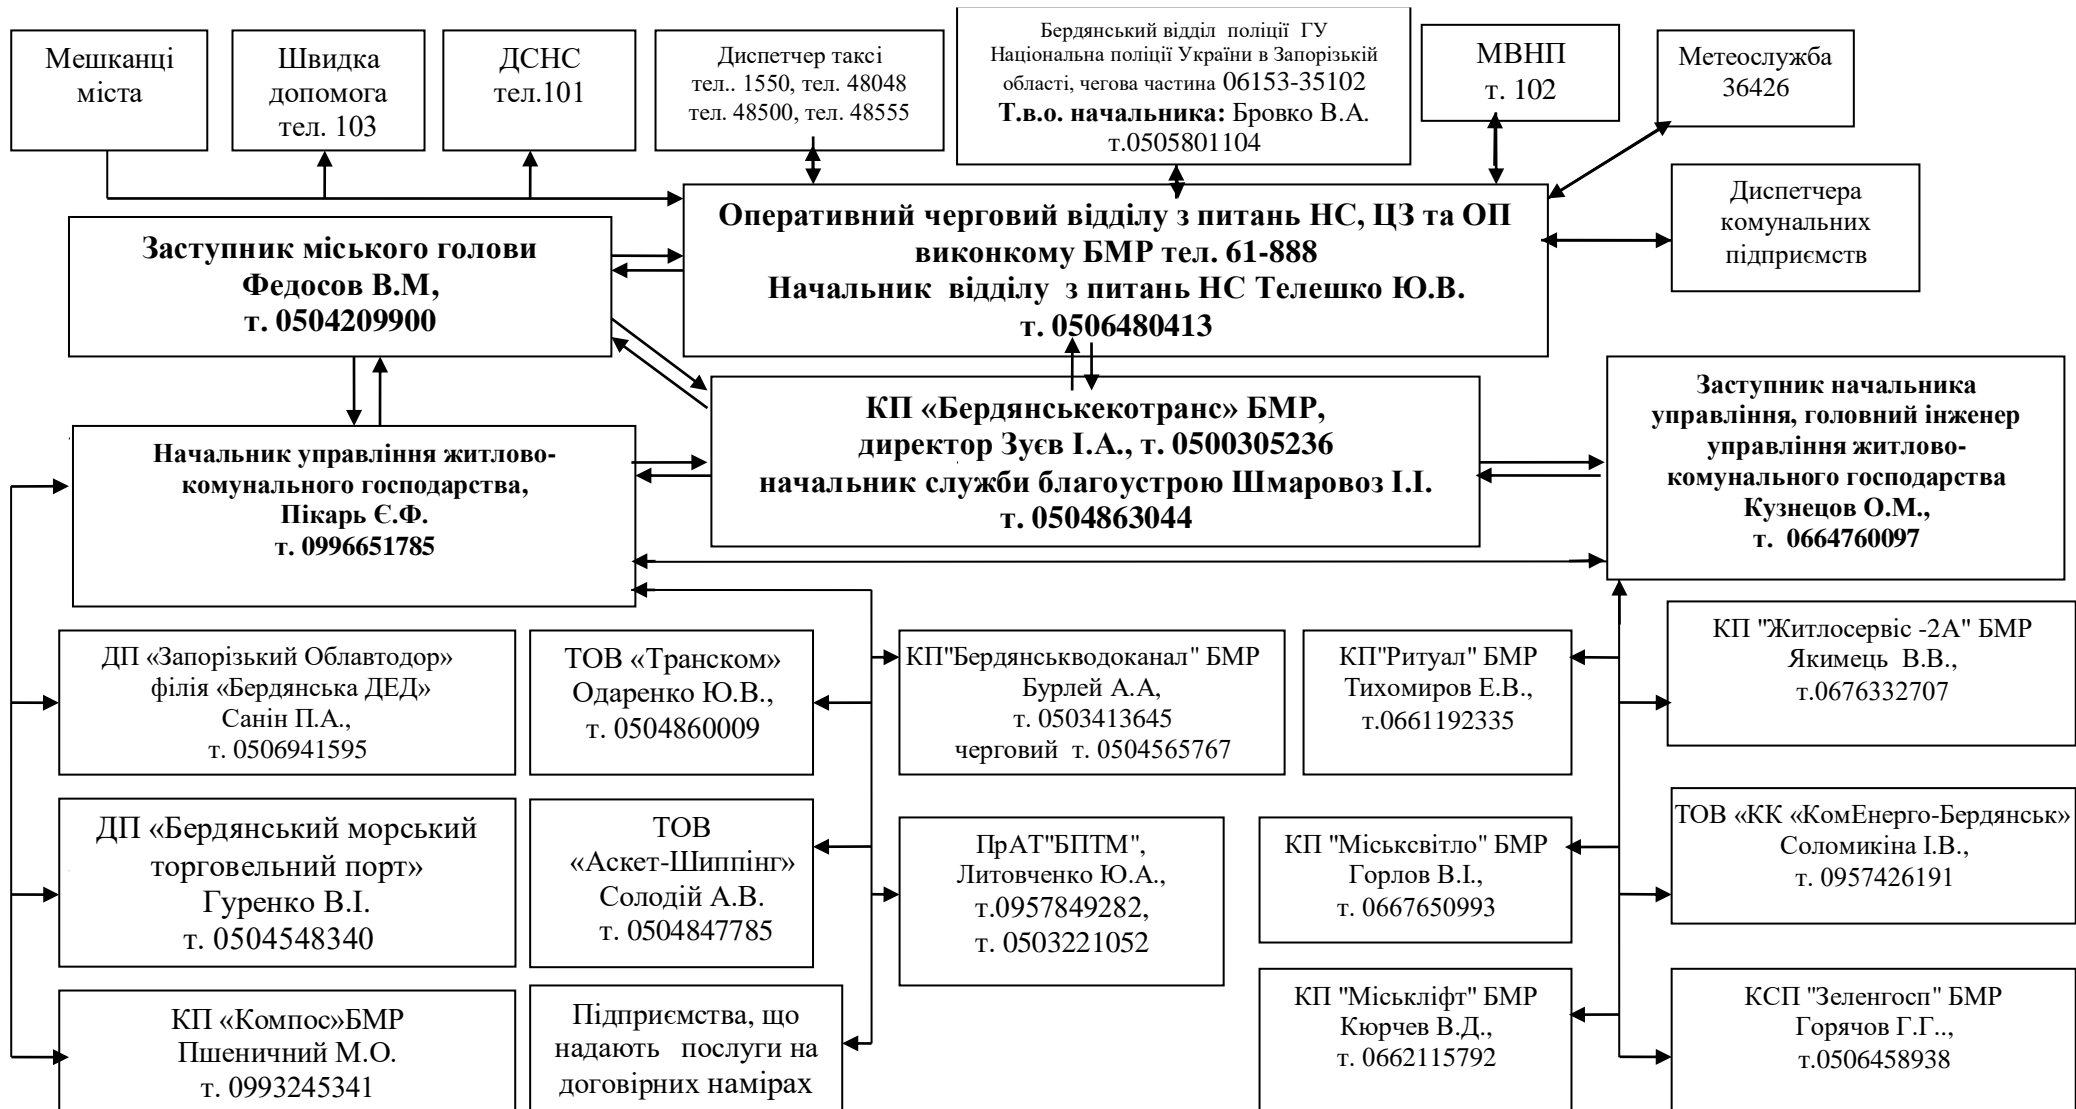 Мешканці
міста
Швидка
допомога
тел. 103
ДСНС
тел.101
Диспетчер таксі
тел.. 1550, тел. 48048
тел. 48500, тел. 48555
Бердянський відділ поліції ГУ
Національна поліції України в Запорізькій
області, чегова частина 06153-35102
Т.в.о. начальника: Бровко В.А.
т.0505801104
МВНП
т. 102
Метеослужба
36426
Диспетчера
комунальних
підприємств
Заступник міського голови
Федосов В.М,
т. 0504209900
Оперативний черговий відділу з питань НС, ЦЗ та ОП
виконкому БМР тел. 61-888
Начальник відділу з питань НС Телешко Ю.В.
т. 0506480413
Начальник управління житлово-
комунального господарства,
Пікарь Є.Ф.
т. 0996651785
КП «Бердянськекотранс» БМР,
директор Зуєв І.А., т. 0500305236
начальник служби благоустрою Шмаровоз І.І.
т. 0504863044
Заступник начальника
управління, головний інженер
управління житлово-
комунального господарства
Кузнецов О.М.,
т. 0664760097
ДП «Запорізький Облавтодор»
філія «Бердянська ДЕД»
Санін П.А.,
т. 0506941595
ТОВ «Транском»
Одаренко Ю.В.,
т. 0504860009
КП"Бердянськводоканал" БМР
Бурлей А.А,
т. 0503413645
черговий т. 0504565767
КП"Ритуал" БМР
Тихомиров Е.В.,
т.0661192335
КП "Житлосервіс -2А" БМР
Якимець В.В.,
т.0676332707
ДП «Бердянський морський
торговельний порт»
Гуренко В.І.
т. 0504548340
ТОВ
«Аскет-Шиппінг»
Солодій А.В.
т. 0504847785
ПрАТ"БПТМ",
Литовченко Ю.А.,
т.0957849282,
т. 0503221052
КП "Міськсвітло" БМР
Горлов В.І.,
т. 0667650993
ТОВ «КК «КомЕнерго-Бердянськ»
Соломикіна І.В.,
т. 0957426191
КП «Компос»БМР
Пшеничний М.О.
т. 0993245341
Підприємства, що
надають послуги на
договірних намірах
КП "Міськліфт" БМР
Кюрчев В.Д.,
т. 0662115792
КСП "Зеленгосп" БМР
Горячов Г.Г..,
т.0506458938